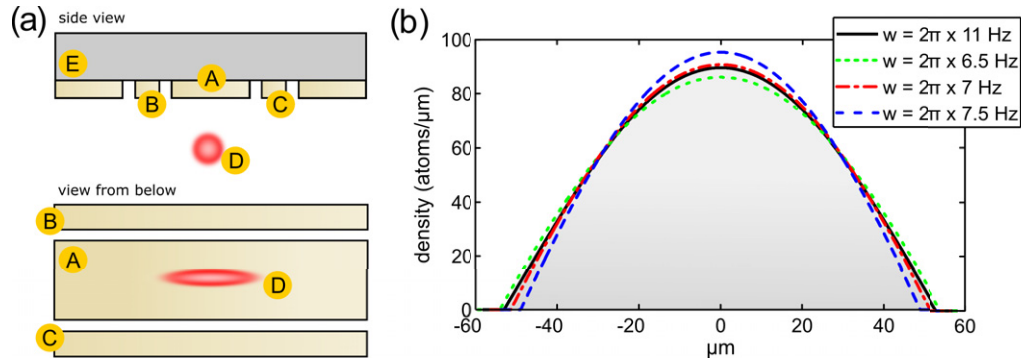 (a)
side view
E
A
B
C
D
view from below
B
A
D
C
(b)
w = 2π x 11 Hz
w = 2π x 6.5 Hz
w = 2π x 7 Hz
w = 2π x 7.5 Hz
density (atoms/μm)
100
80
60
40
20
0
-60 -40 -20 0 20 40 60
μm